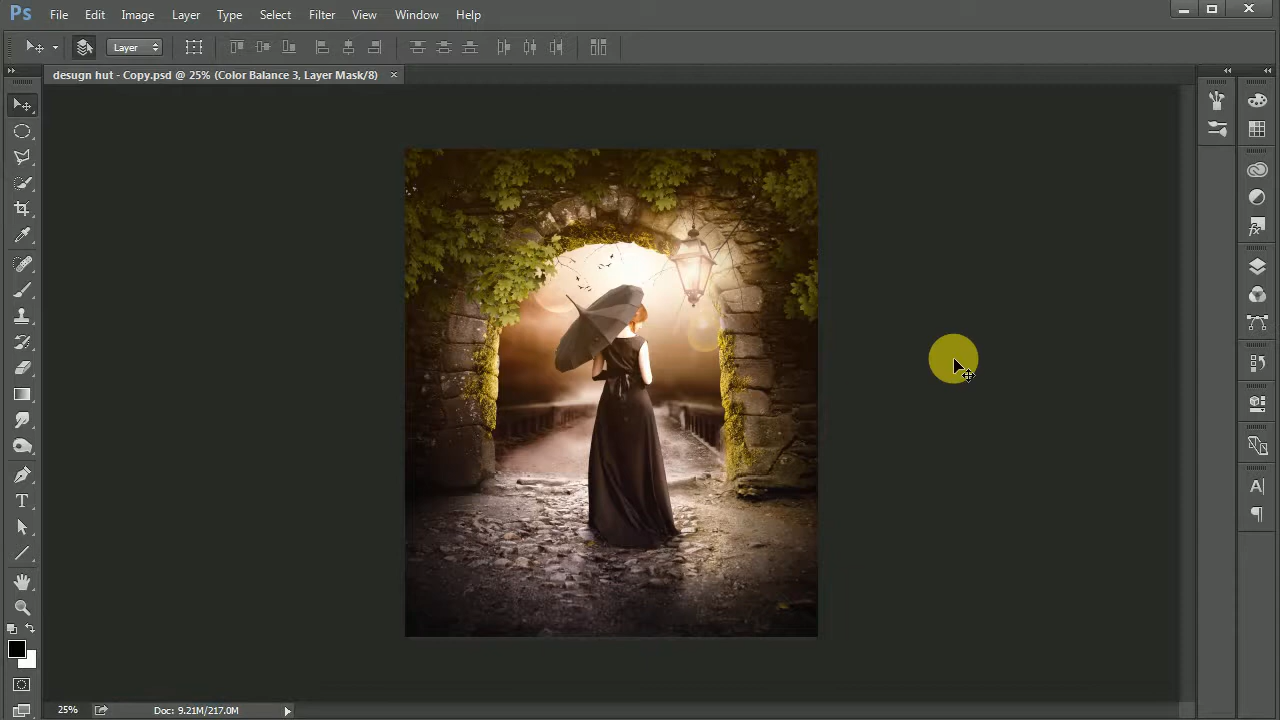 Ps File Edit Image Layer Type Select Filter View Window Help
Layer
design hut - Copy.psd @ 25% (Color Balance 3, Layer Mask/8)
25% Doc: 9.21M/217.0M